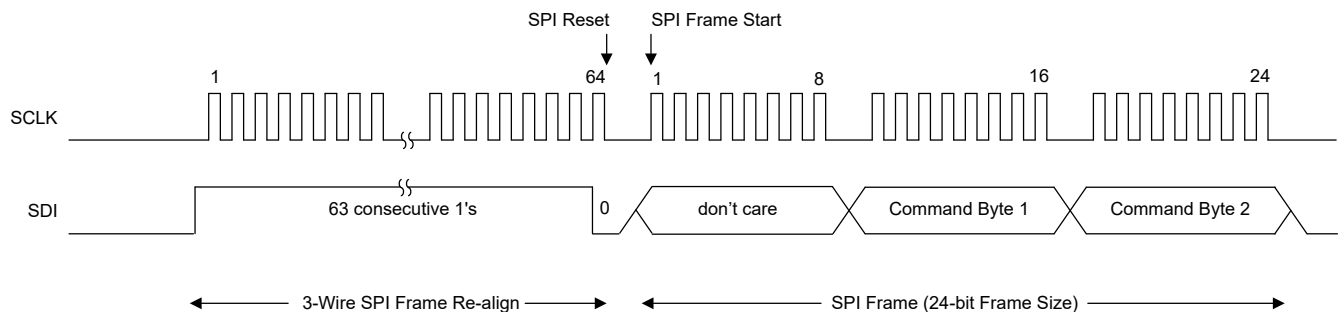 SPI Reset
SPI Frame Start
1
64
1
8
16
24
SCLK
SDI
63 consecutive 1's
0
don't care
Command Byte 1
Command Byte 2
3-Wire SPI Frame Re-align
SPI Frame (24-bit Frame Size)